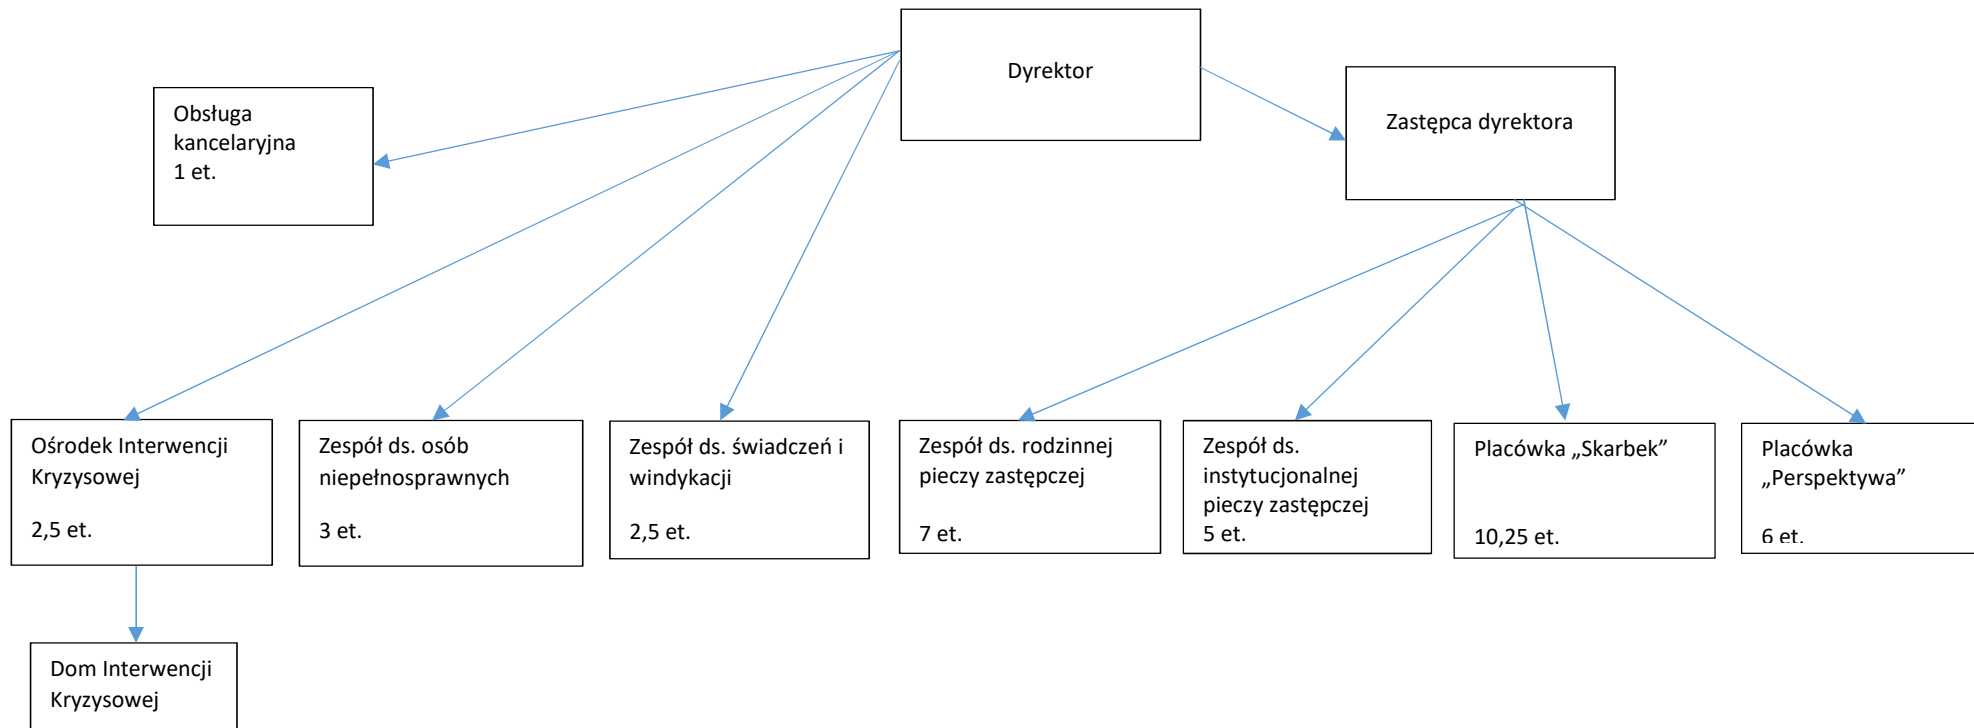 Dyrektor
Zastępca dyrektora
Obsługa
kancelaryjna
1 et.
Ośrodek Interwencji
Kryzysowej
2,5 et.
Zespół ds. osób
niepełnosprawnych
3 et.
Zespół ds. świadczeń i
windykacji
2,5 et.
Zespół ds. rodzinnej
pieczy zastępczej
7 et.
Zespół ds.
instytucjonalnej
pieczy zastępczej
5 et.
Placówka „Skarbek”
10,25 et.
Placówka
„Perspektywa”
6 et.
Dom Interwencji
Kryzysowej